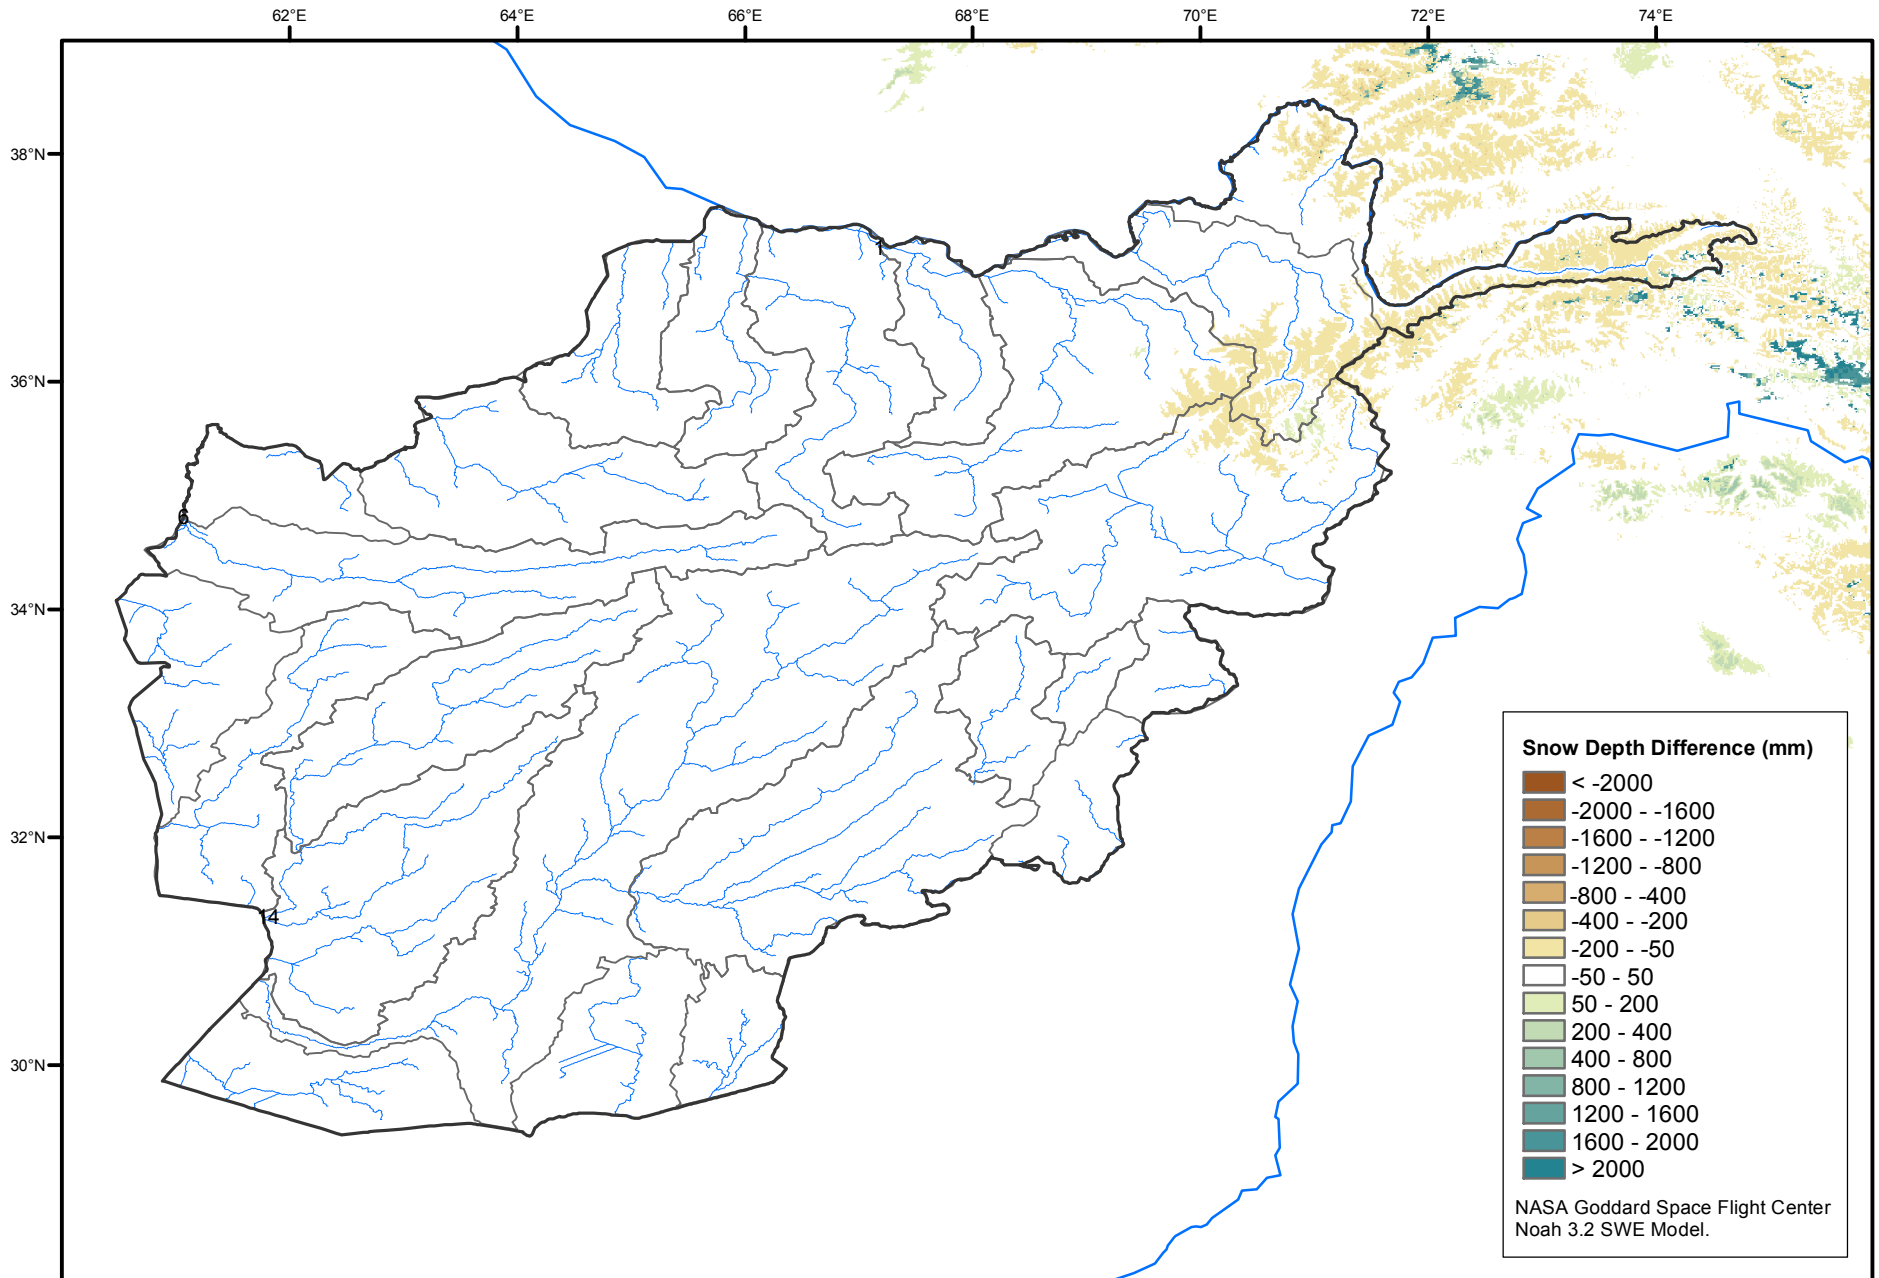 62°E 64°E 66°E 68°E 70°E 72°E 74°E
38°N
1
36°N
6
34°N
Snow Depth Difference (mm)
< -2000
-2000 - -1600
-1600 - -1200
32°N
-1200 - -800
-800 - -400
14
-400 - -200
-200 - -50
-50 - 50
50 - 200
200 - 400
30°N
400 - 800
800 - 1200
1200 - 1600
1600 - 2000
> 2000
NASA Goddard Space Flight Center
Noah 3.2 SWE Model.